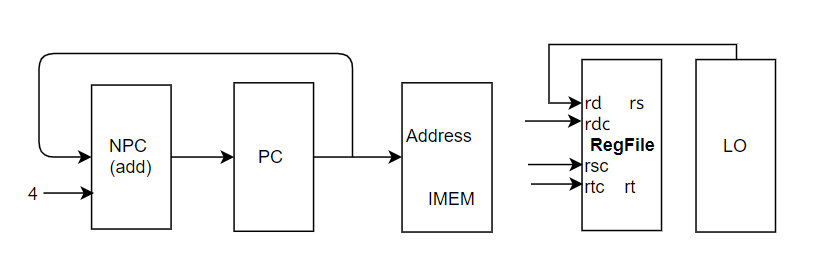 NPC
(add)
4
PC
Address
IMEM
rd rs
rdc
RegFile
rsc
rtc rt
LO